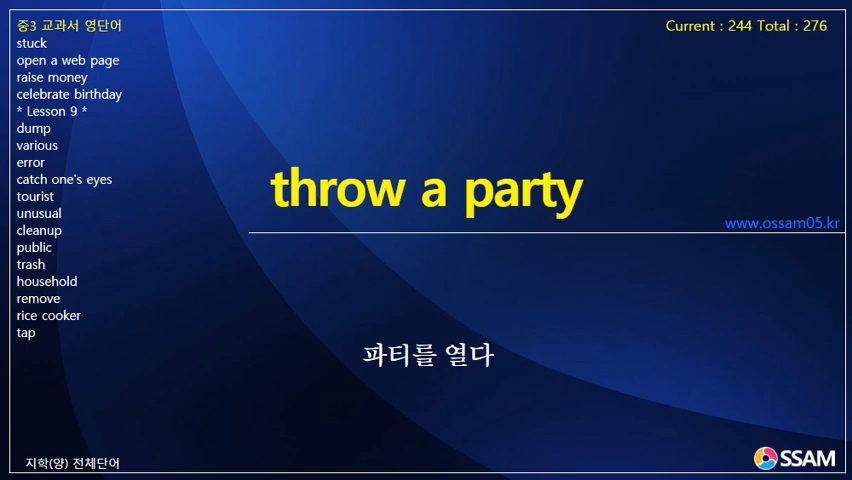 중3 교과서 영단어
stuck
open a web page
raise money
celebrate birthday
* Lesson 9 *
dump
various
error
catch one's eyes
tourist
unusual
cleanup
public
trash
household
remove
rice cooker
tap
Current : 244 Total : 276
throw a party
www.ossam05.kr
파티를 열다
지학(양) 전체단어
OSSAM